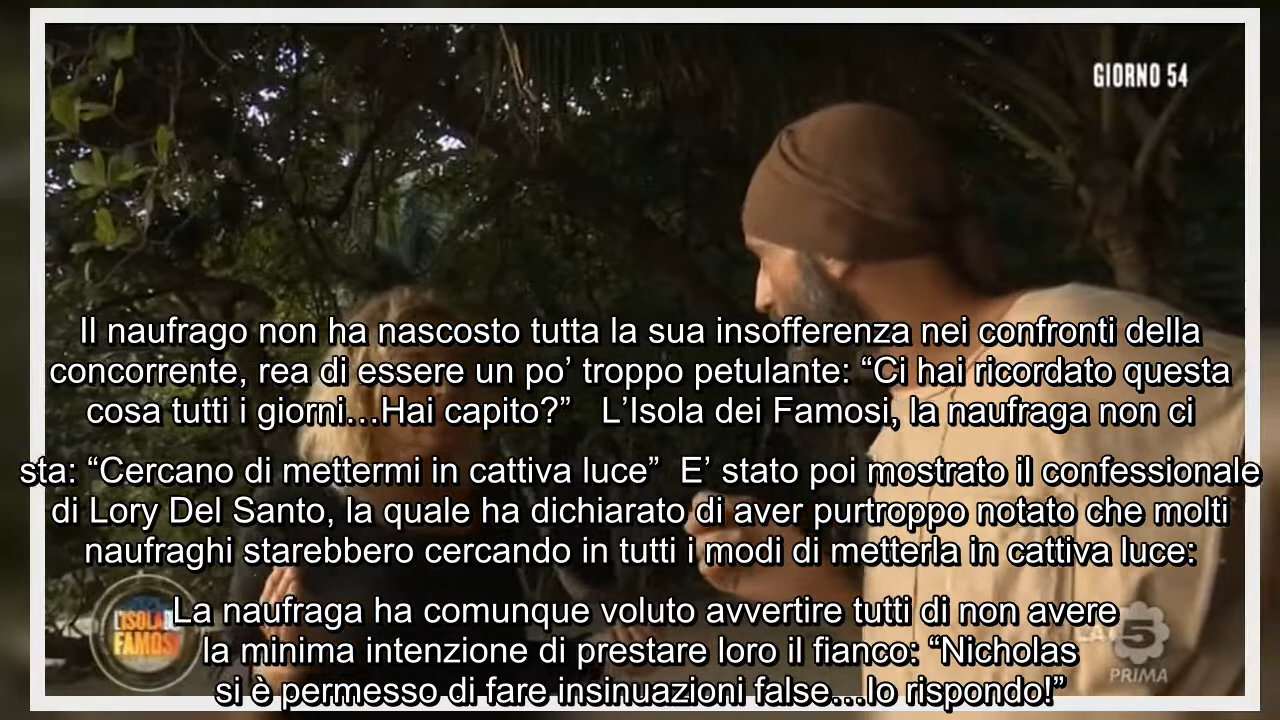 GIORNO 54
Il naufrago non ha nascosto tutta la sua insofferenza nei confronti della
concorrente, rea di essere un po’ troppo petulante: “Ci hai ricordato questa
cosa tutti i giorni…Hai capito?”   L’Isola dei Famosi, la naufraga non ci
sta: “Cercano di mettermi in cattiva luce”  E’ stato poi mostrato il confessionale
di Lory Del Santo, la quale ha dichiarato di aver purtroppo notato che molti
naufraghi starebbero cercando in tutti i modi di metterla in cattiva luce:
La naufraga ha comunque voluto avvertire tutti di non avere
la minima intenzione di prestare loro il fianco: “Nicholas
si è permesso di fare insinuazioni false…Io rispondo!”
L'ISOLA
FAMOSI
LA 5
PRIMA